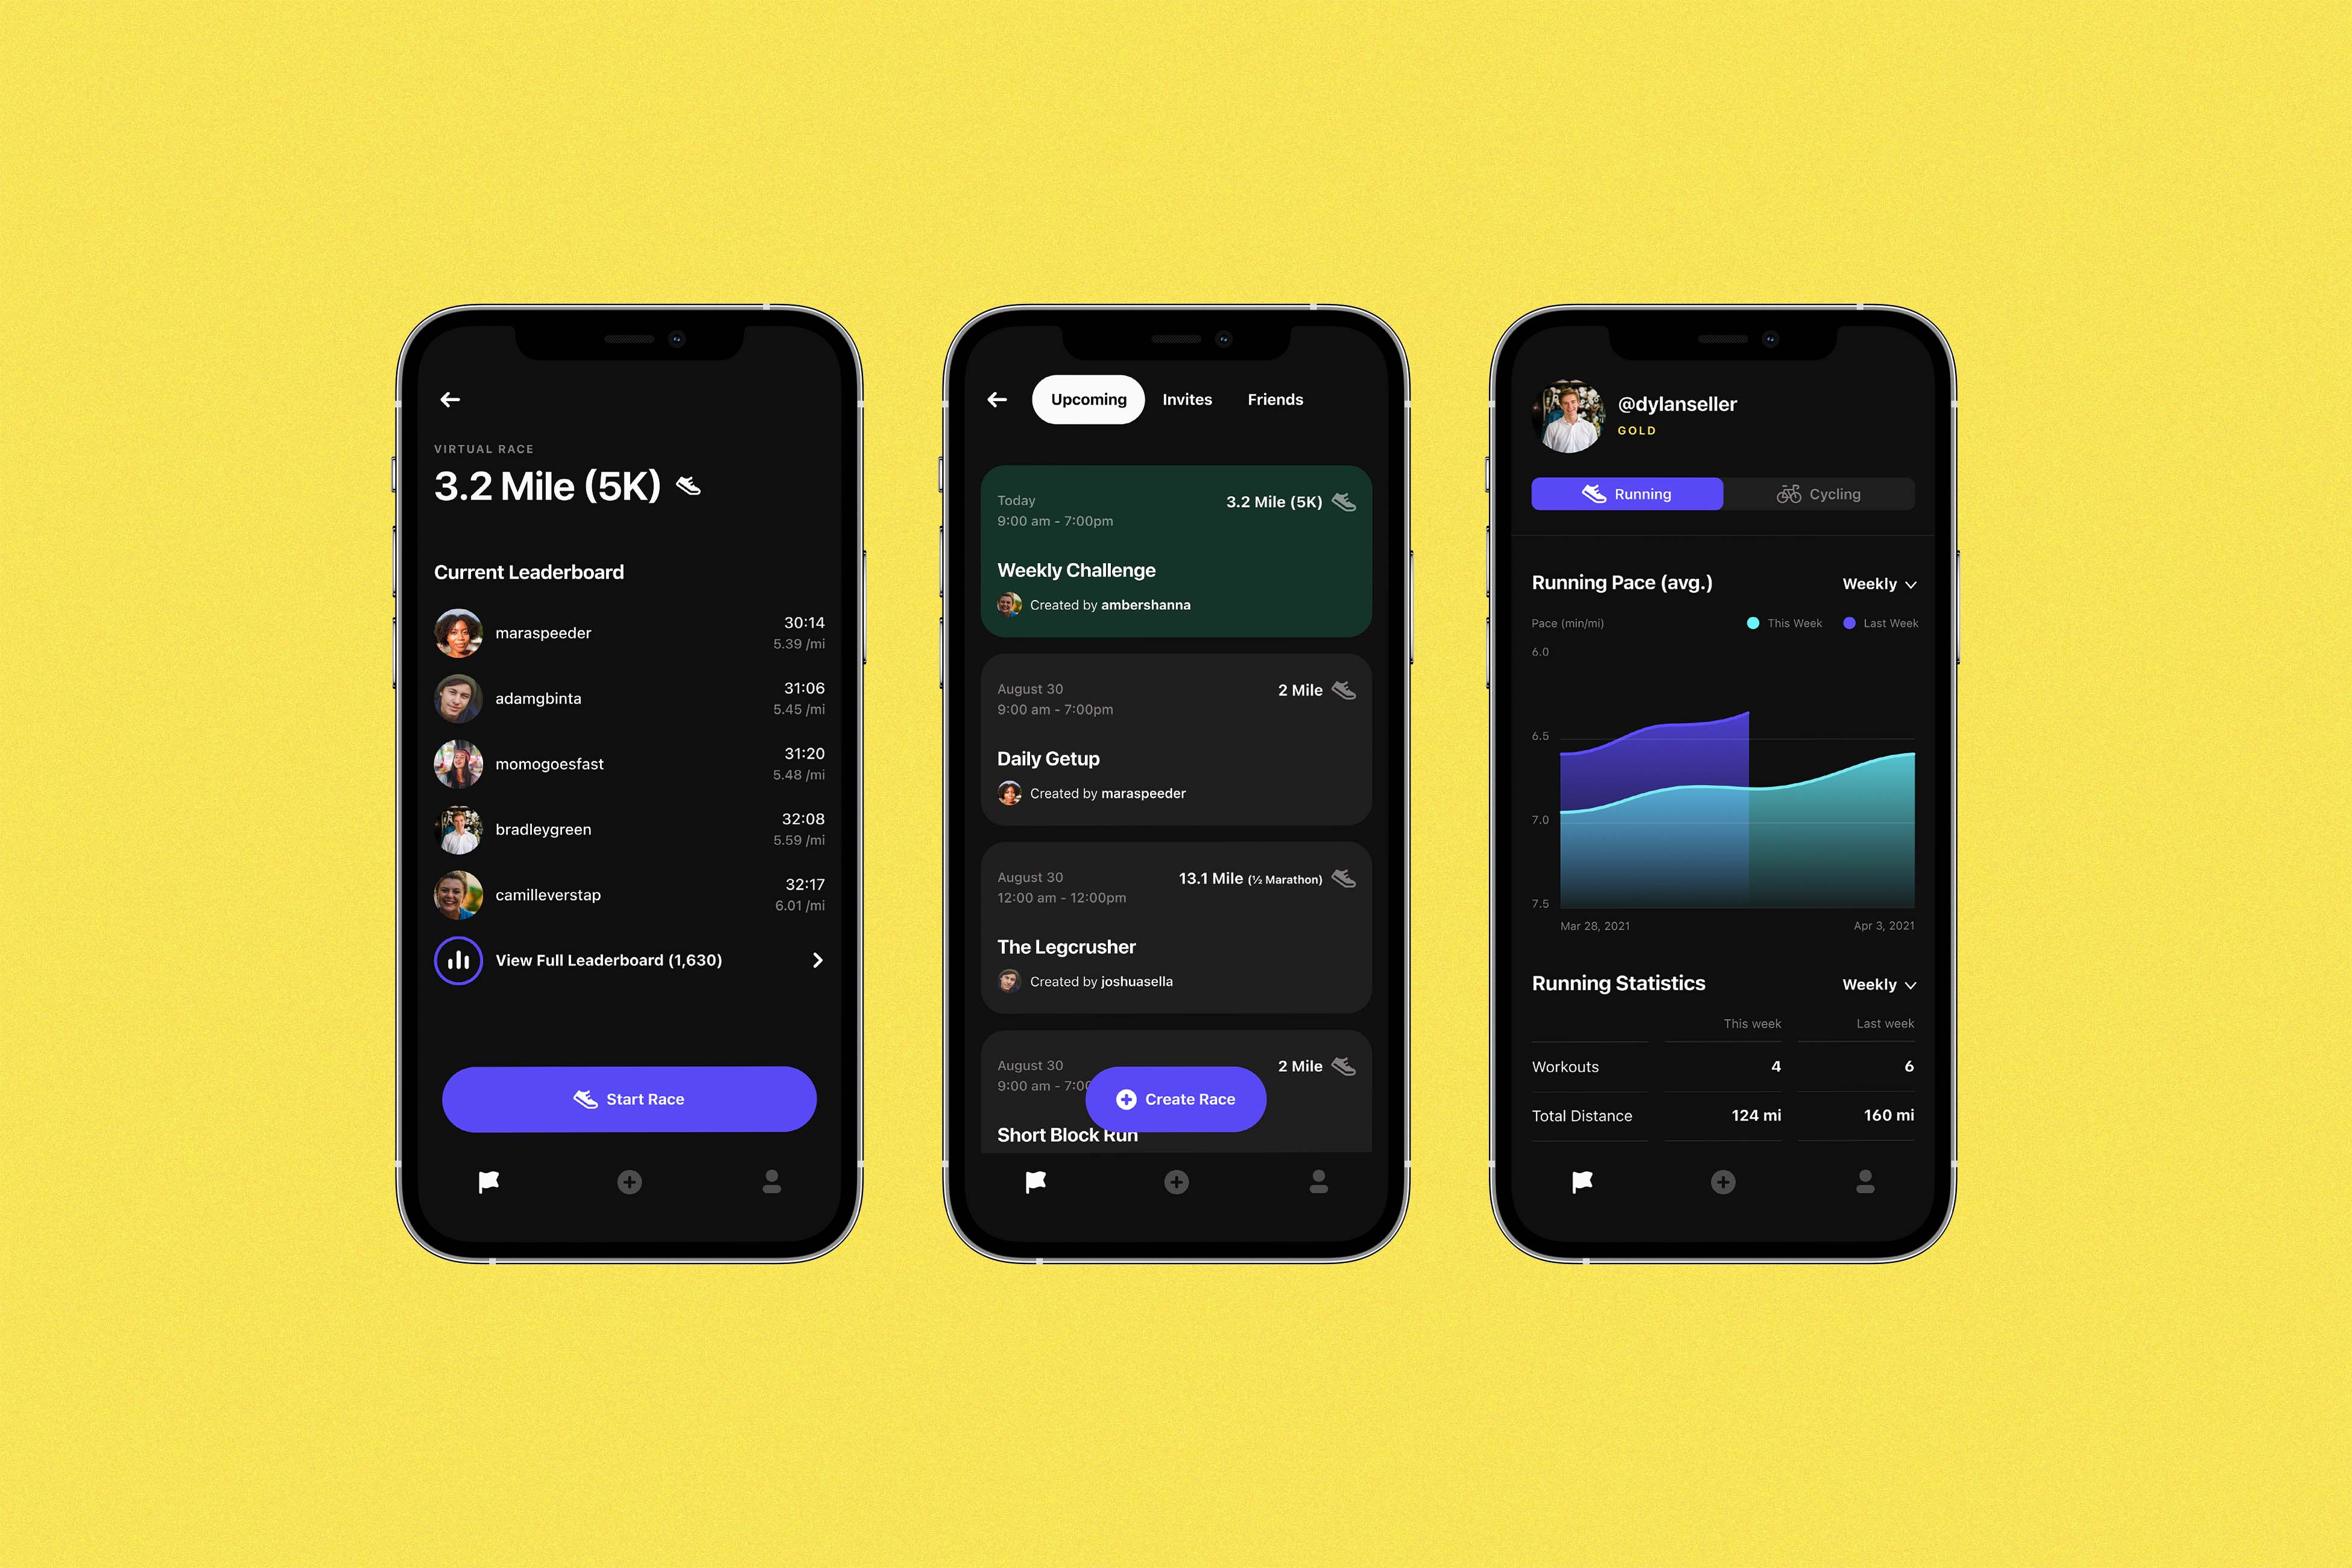 VIRTUAL RACE
3.2 Mile (5K)
Current Leaderboard
maraspeeder 30:14
5.39 /mi
adamgbinta 31:06
5.45 /mi
momogoesfast 31:20
5.48 /mi
bradleygreen 32:08
5.59 /mi
camilleverstap 32:17
6.01 /mi
View Full Leaderboard (1,630)
Start Race
Upcoming Invites Friends
Today 3.2 Mile (5K)
9:00 am - 7:00pm
Weekly Challenge
Created by ambershanna
August 30 2 Mile
9:00 am - 7:00pm
Daily Getup
Created by maraspeeder
August 30 13.1 Mile (½ Marathon)
12:00 am - 12:00pm
The Legcrusher
Created by joshuasella
August 30 2 Mile
9:00 am - 7:00
Create Race
Short Block Run
@dylanseller
GOLD
Running Cycling
Running Pace (avg.) Weekly
Pace (min/mi) This Week Last Week
6.0
6.5
7.0
7.5
Mar 28, 2021 Apr 3, 2021
Running Statistics Weekly
This week Last week
Workouts 4 6
Total Distance 124 mi 160 mi